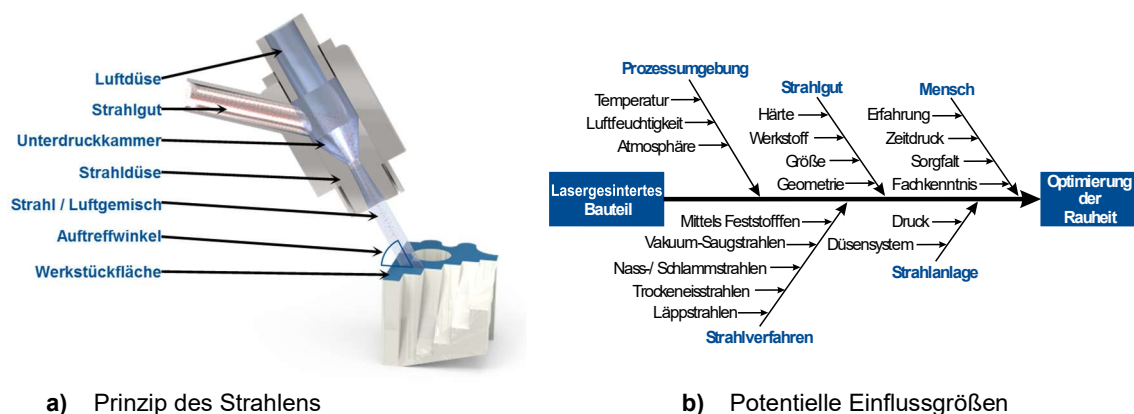 Luftdüse
Strahlgut
Unterdruckkammer
Strahldüse
Strahl / Luftgemisch
Auftreffwinkel
Werkstückfläche
a) Prinzip des Strahlens
Prozessumgebung
Temperatur
Luftfeuchtigkeit
Atmosphäre
Strahlgut
Härte
Werkstoff
Größe
Geometrie
Mensch
Erfahrung
Zeitdruck
Sorgfalt
Fachkenntnis
Lasergesintertes
Bauteil
Optimierung
der
Rauheit
Mittels Feststofffen
Vakuum-Saugstrahlen
Nass-/ Schlammstrahlen
Trockeneisstrahlen
Läppstrahlen
Strahlverfahren
Druck
Düsensystem
Strahlanlage
b) Potentielle Einflussgrößen